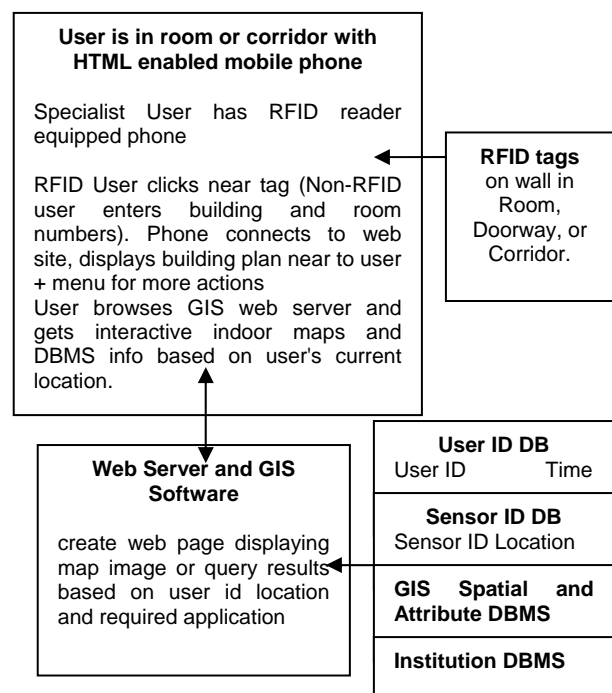 User is in room or corridor with
HTML enabled mobile phone
Specialist User has RFID reader
equipped phone
RFID User clicks near tag (Non-RFID
user enters building and room
numbers). Phone connects to web
site, displays building plan near to user
+ menu for more actions
User browses GIS web server and
gets interactive indoor maps and
DBMS info based on user's current
location.
RFID tags
on wall in
Room,
Doorway, or
Corridor.
Web Server and GIS
Software
create web page displaying
map image or query results
based on user id location
and required application
User ID DB
User ID Time
Sensor ID DB
Sensor ID Location
GIS Spatial and
Attribute DBMS
Institution DBMS